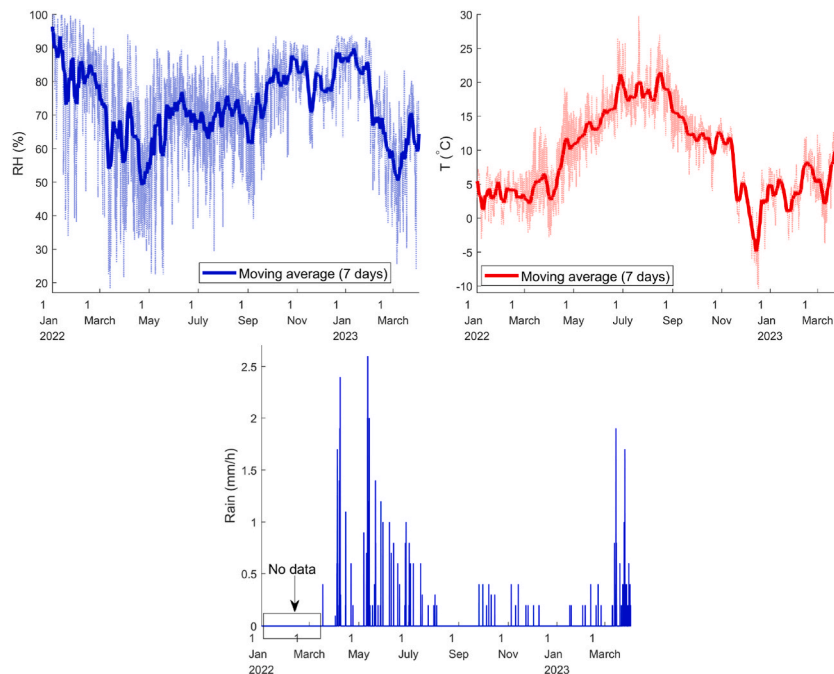 RH (%)
100
90
80
70
60
50
40
30
20
Moving average (7 days)
1 1 1 1 1 1 1 1
Jan March May July Sep Nov Jan March
2022 2023
T (°C)
30
25
20
15
10
5
0
-5
-10
Moving average (7 days)
1 1 1 1 1 1 1 1
Jan March May July Sep Nov Jan March
2022 2023
Rain (mm/h)
2.5
2
1.5
1
0.5
0
No data
1 1 1 1 1 1 1 1
Jan March May July Sep Nov Jan March
2022 2023